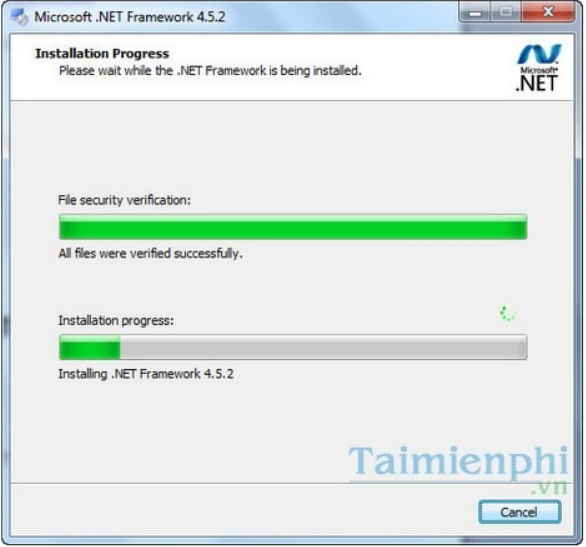 Microsoft .NET Framework 4.5.2
Installation Progress
Please wait while the .NET Framework is being installed.
Microsoft®
.NET
File security verification:
All files were verified successfully.
Installation progress:
Installing .NET Framework 4.5.2
Taimienphi
.vn
Cancel